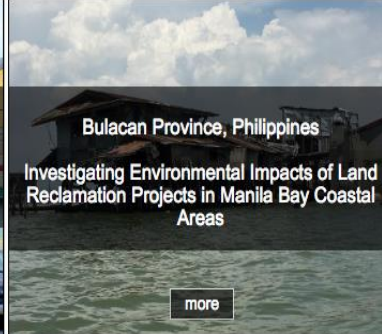 Bulacan Province, Philippines
Investigating Environmental Impacts of Land
Reclamation Projects in Manila Bay Coastal
Areas
more